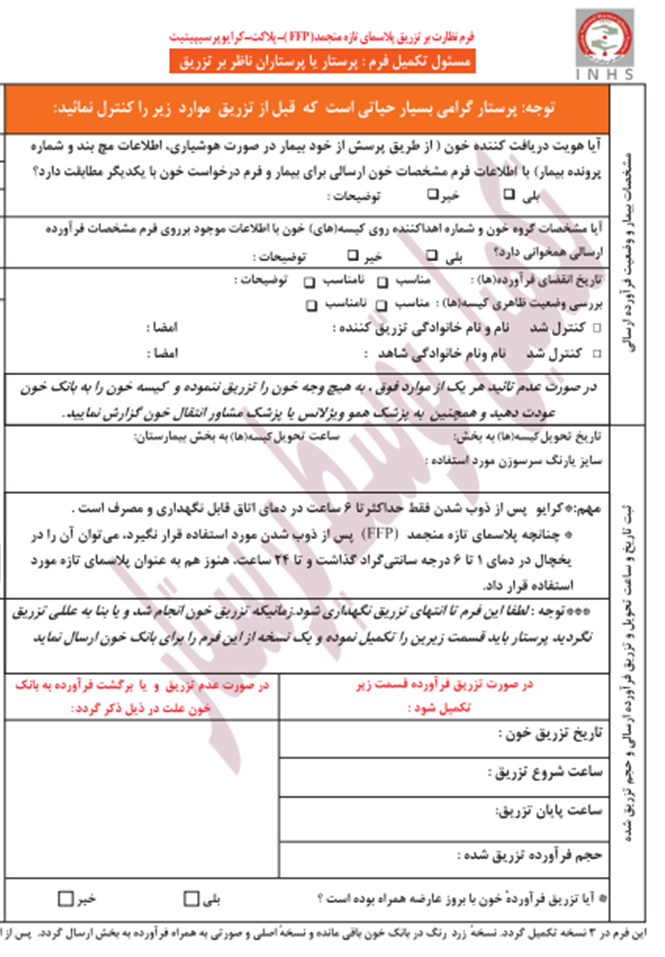 فرم نظارت بر تزریق پلاسمای تازه منجمد( FFP )– پلاکت–کرایوپرسیپیتیت
مسئول تکمیل فرم : پرستار یا پرستاران ناظر بر تزریق
INHS
توجه: پرستار گرامی بسیار حیاتی است که قبل از تزریق موارد زیر را کنترل نمائید:
مشخصات بیمار و وضعیت فرآورده ارسالی
آیا هویت دریافت کننده خون ( از طریق پرسش از خود بیمار در صورت هوشیاری، اطلاعات مچ بند و شماره
پرونده بیمار) با اطلاعات فرم مشخصات خون ارسالی برای بیمار و فرم درخواست خون با یکدیگر مطابقت دارد؟
بلی خیر توضیحات :
آیا مشخصات گروه خون و شماره اهداکننده روی کیسه(های) خون با اطلاعات موجود برروی فرم مشخصات فرآورده
ارسالی همخوانی دارد؟ بلی خیر توضیحات :
تاریخ انقضای فرآورده(ها) : مناسب نامناسب توضیحات :
بررسی وضعیت ظاهری کیسه(ها) : مناسب نامناسب
کنترل شد نام و نام خانوادگی تزریق کننده : امضا :
کنترل شد نام ونام خانوادگی شاهد : امضا :
در صورت عدم تائید هر یک از موارد فوق ، به هیچ وجه خون را تزریق ننموده و کیسه خون را به بانک خون
عودت دهید و همچنین به پزشک همو ویژلانس یا پزشک مشاور انتقال خون گزارش نمایید.
ثبت تاریخ و ساعت تحویل و تزریق فرآورده ارسالی و حجم تزریق شده
تاریخ تحویل کیسه(ها) به بخش: ساعت تحویل کیسه(ها) به بخش بیمارستان:
سایز یارنگ سرسوزن مورد استفاده :
مهم:*کرایو پس از ذوب شدن فقط حداکثرتا ۶ ساعت در دمای اتاق قابل نگهداری و مصرف است .
* چنانچه پلاسمای تازه منجمد (FFP) پس از ذوب شدن مورد استفاده قرار نگیرد، می‌توان آن را در
یخچال در دمای ۱ تا ۶ درجه سانتی‌گراد گذاشت و تا ۲۴ ساعت، هنوز هم به عنوان پلاسمای تازه مورد
استفاده قرار داد.
***توجه : لطفا این فرم تا انتهای تزریق نگهداری شود.زمانیکه تزریق خون انجام شد و یا بنا به عللی تزریق
نگردید پرستار باید قسمت زیرین را تکمیل نموده و یک نسخه از این فرم را برای بانک خون ارسال نماید
در صورت تزریق فرآورده قسمت زیر
تکمیل شود :
در صورت عدم تزریق و یا برگشت فرآورده به بانک
خون علت در ذیل ذکر گردد:
تاریخ تزریق خون :
ساعت شروع تزریق :
ساعت پایان تزریق:
حجم فرآورده تزریق شده :
* آیا تزریق فرآوردهٔ خون با بروز عارضه همراه بوده است ؟ بلی خیر
این فرم در ۳ نسخه تکمیل گردد. نسخهٔ زرد رنگ در بانک خون باقی مانده و نسخهٔ اصلی و صورتی به همراه فرآورده به بخش ارسال گردد. پس از
تکمیل توسط پرستار